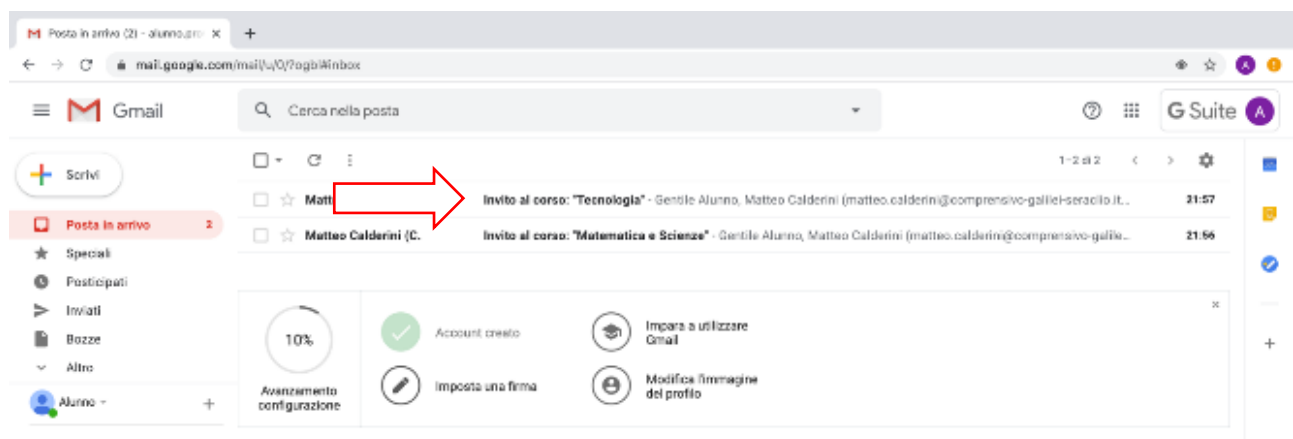 Posta in arrivo (2) - alunno.pro
mail.google.com/mail/u/0/?ogbl#inbox
A
Gmail
Cerca nella posta
G Suite
A
Scrivi
1-2 di 2
Matt
Invito al corso: "Tecnologia" - Gentile Alunno, Matteo Calderini (matteo.calderini@comprensivo-galilei-seraclio.it...
21:57
Posta in arrivo 2
Matteo Calderini (C.
Invito al corso: "Matematica e Scienze" - Gentile Alunno, Matteo Calderini (matteo.calderini@comprensivo-galile...
21:56
Speciali
Posticipati
Inviati
Bozze
Altro
Alunno
10%
Avanzamento
configurazione
Account creato
Imposta una firma
Impara a utilizzare
Gmail
Modifica l'immagine
del profilo